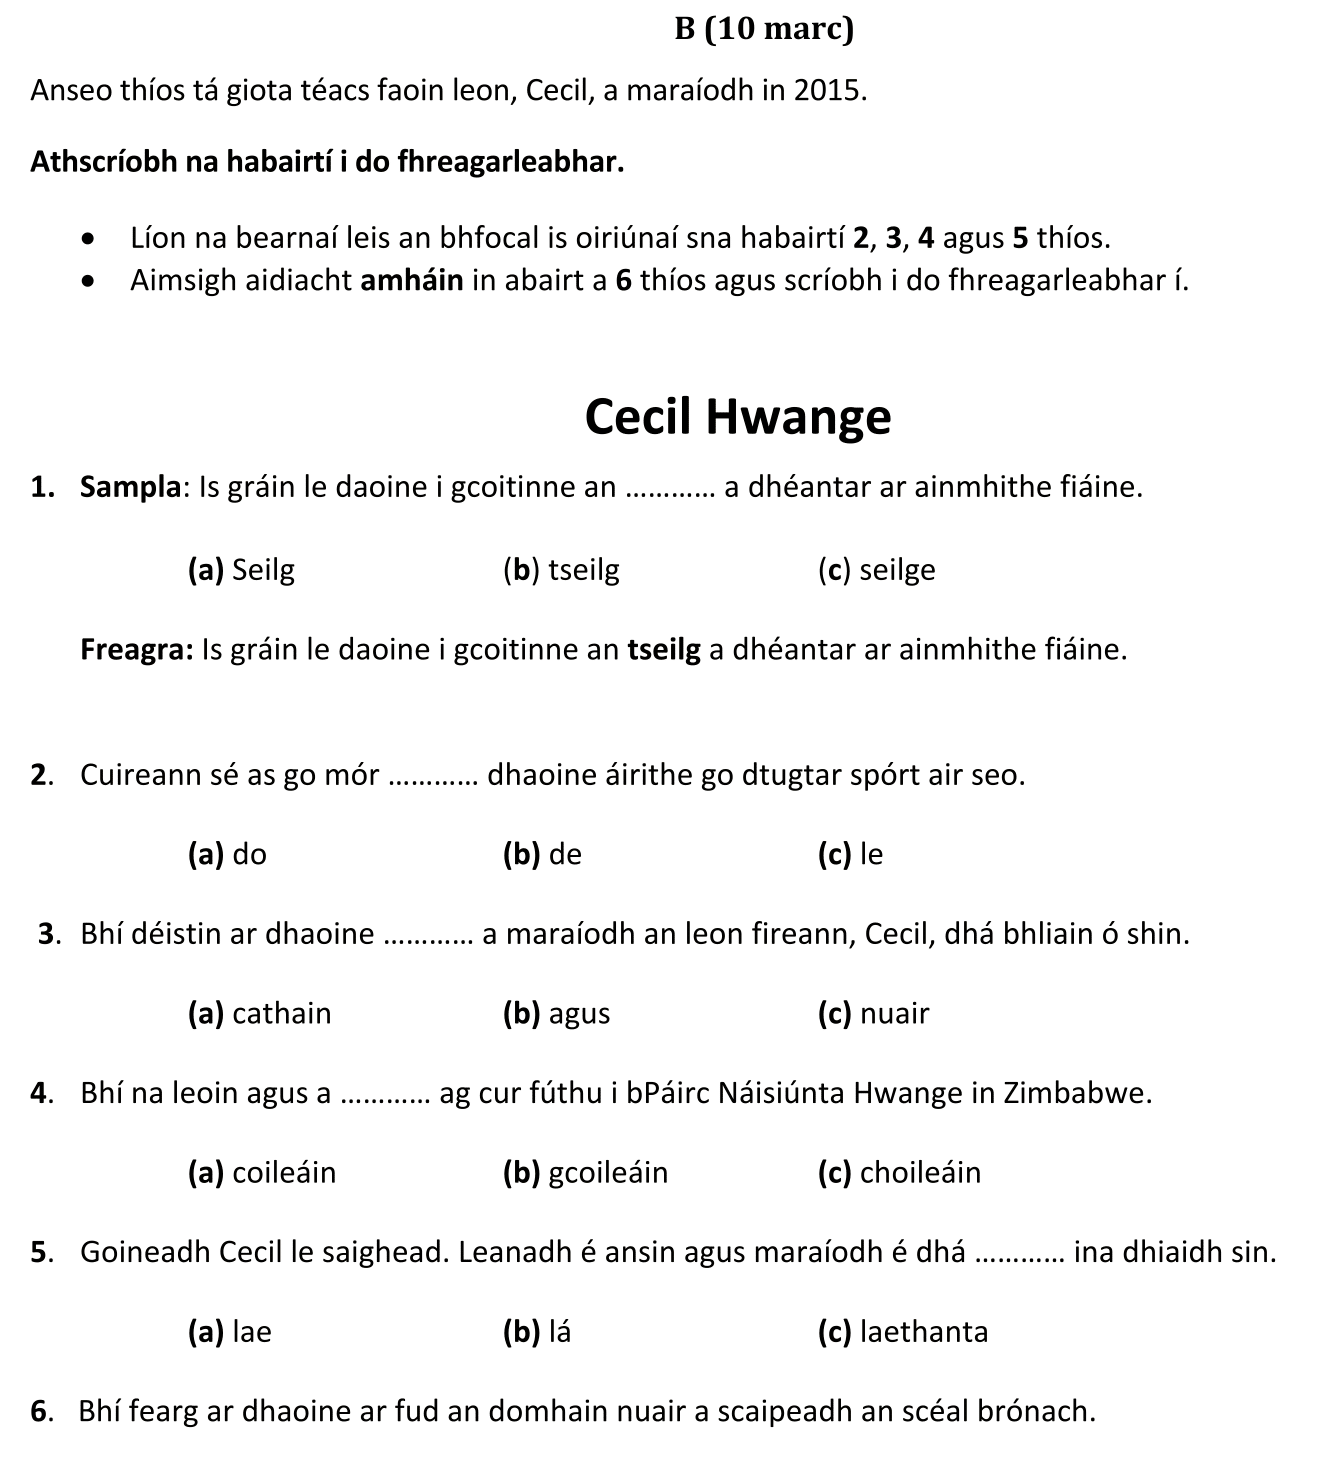 B (10 marc)
Anseo thíos tá giota téacs faoin leon, Cecil, a maraíodh in 2015.
Athscríobh na habairtí i do fhreagarleabhar.
• Líon na bearnaí leis an bhfocal is oiriúnaí sna habairtí 2, 3, 4 agus 5 thíos.
• Aimsigh aidiacht amháin in abairt a 6 thíos agus scríobh i do fhreagarleabhar í.
Cecil Hwange
1. Sampla: Is gráin le daoine i gcoitinne an ………… a dhéantar ar ainmhithe fiáine.
(a) Seilg (b) tseilg (c) seilge
Freagra: Is gráin le daoine i gcoitinne an tseilg a dhéantar ar ainmhithe fiáine.
2. Cuireann sé as go mór ………… dhaoine áirithe go dtugtar spórt air seo.
(a) do (b) de (c) le
3. Bhí déistin ar dhaoine ………… a maraíodh an leon fireann, Cecil, dhá bhliain ó shin.
(a) cathain (b) agus (c) nuair
4. Bhí na leoin agus a ………… ag cur fúthu i bPáirc Náisiúnta Hwange in Zimbabwe.
(a) coileáin (b) gcoileáin (c) choileáin
5. Goineadh Cecil le saighead. Leanadh é ansin agus maraíodh é dhá ………… ina dhiaidh sin.
(a) lae (b) lá (c) laethanta
6. Bhí fearg ar dhaoine ar fud an domhain nuair a scaipeadh an scéal brónach.